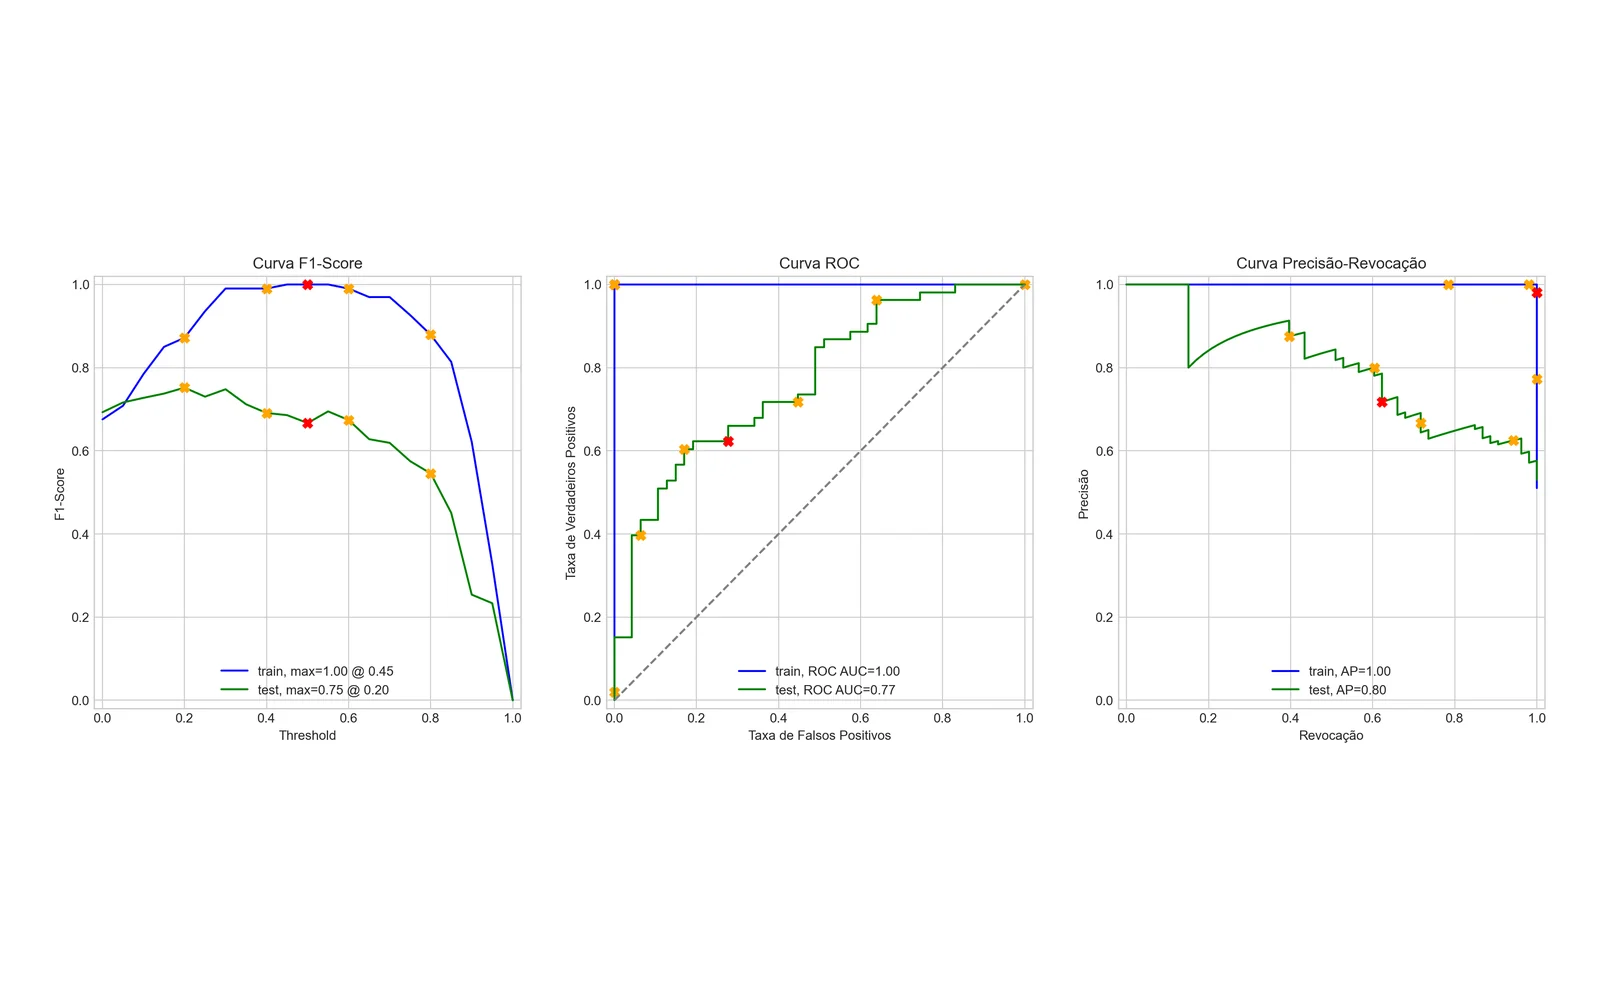 Curva F1-Score
1.0
0.8
0.6
0.4
0.2
0.0
F1-Score
train, max=1.00 @ 0.45
test, max=0.75 @ 0.20
0.0 0.2 0.4 0.6 0.8 1.0
Threshold
Curva ROC
1.0
0.8
0.6
0.4
0.2
0.0
Taxa de Verdadeiros Positivos
train, ROC AUC=1.00
test, ROC AUC=0.77
0.0 0.2 0.4 0.6 0.8 1.0
Taxa de Falsos Positivos
Curva Precisão-Revocação
1.0
0.8
0.6
0.4
0.2
0.0
Precisão
train, AP=1.00
test, AP=0.80
0.0 0.2 0.4 0.6 0.8 1.0
Revocação